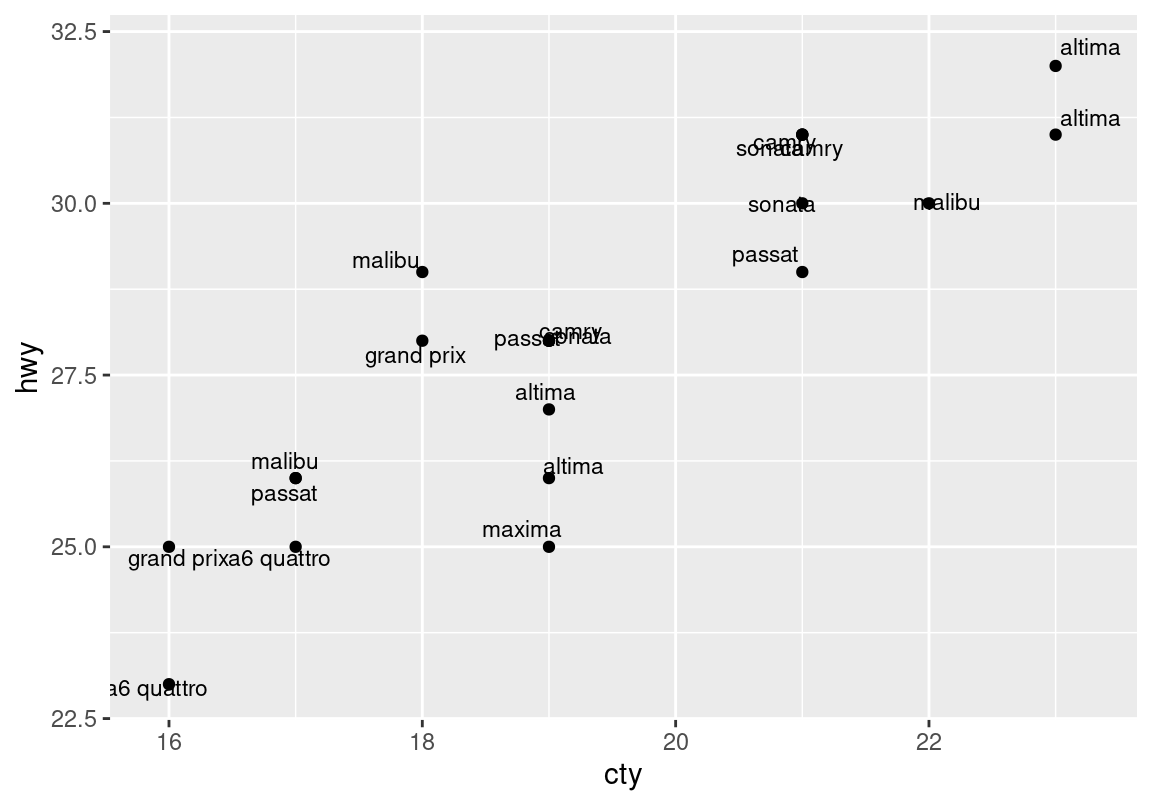 32.5
altima
altima
camry
sonata
camry
30.0
sonata
malibu
passat
malibu
camry
passat
sonata
grand prix
27.5
altima
malibu
altima
passat
maxima
25.0
grand prix
a6 quattro
a6 quattro
22.5
16
18
20
22
cty
hwy